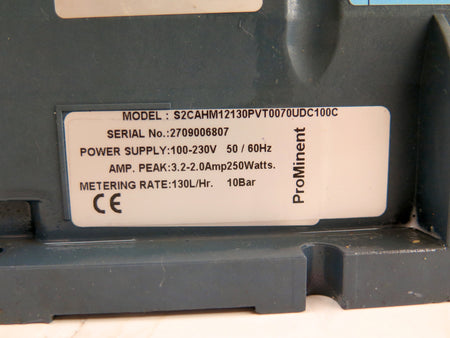 MODEL : S2CAHM12130PVT0070UDC100C
SERIAL No.:2709006807
POWER SUPPLY:100-230V 50 / 60Hz
AMP. PEAK:3.2-2.0Amp250Watts.
METERING RATE:130L/Hr. 10Bar
CE
ProMinent